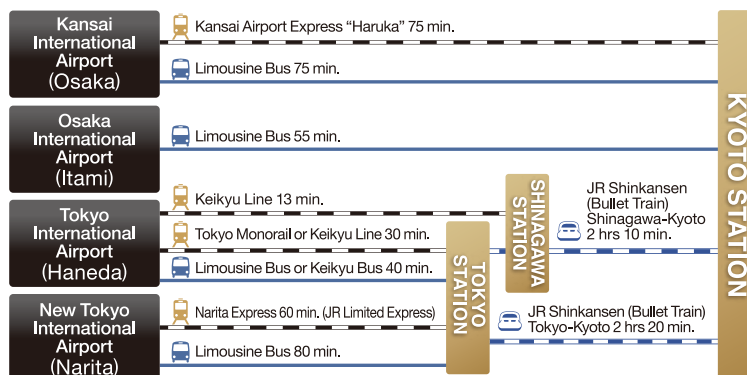 Kansai
International
Airport
(Osaka)
Kansai Airport Express “Haruka” 75 min.
Limousine Bus 75 min.
Osaka
International
Airport
(Itami)
Limousine Bus 55 min.
Tokyo
International
Airport
(Haneda)
Keikyu Line 13 min.
Tokyo Monorail or Keikyu Line 30 min.
Limousine Bus or Keikyu Bus 40 min.
New Tokyo
International
Airport
(Narita)
Narita Express 60 min. (JR Limited Express)
Limousine Bus 80 min.
TOKYO
STATION
SHINAGAWA
STATION
JR Shinkansen
(Bullet Train)
Shinagawa-Kyoto
2 hrs 10 min.
JR Shinkansen (Bullet Train)
Tokyo-Kyoto 2 hrs 20 min.
KYOTO STATION